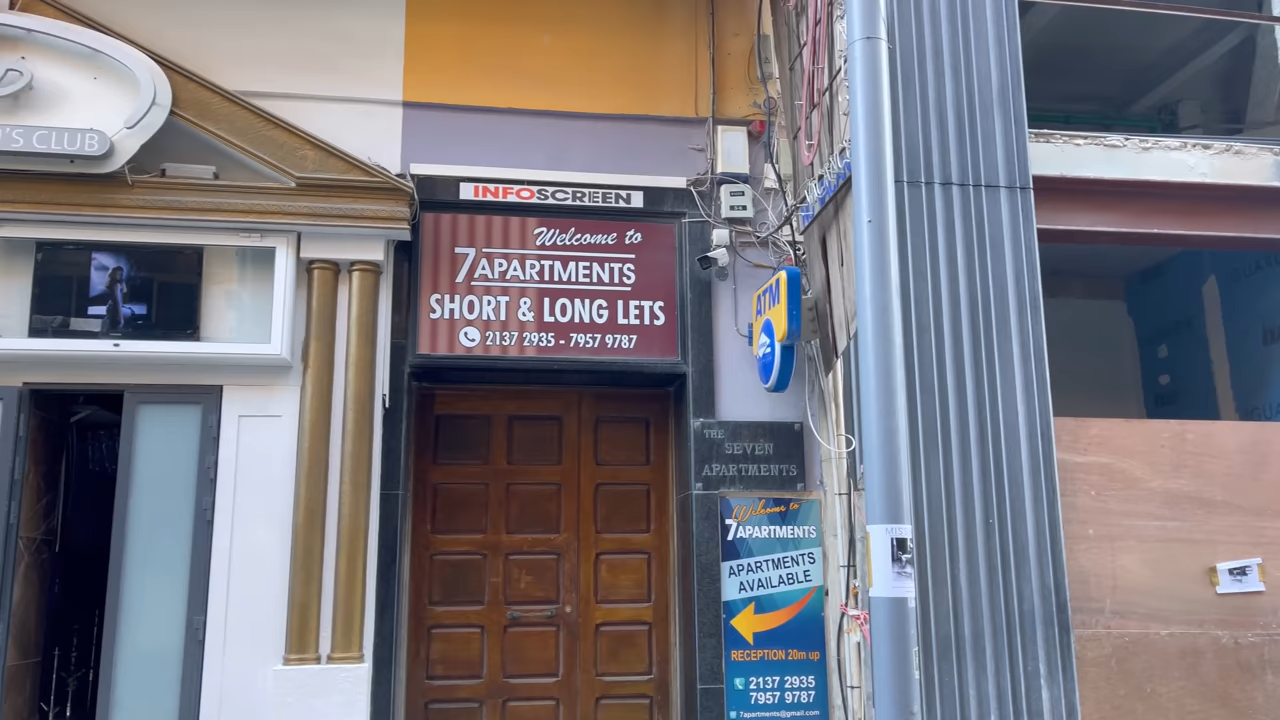 'S CLUB
INFOSCREEN
Welcome to
7APARTMENTS
SHORT & LONG LETS
2137 2935 - 7957 9787
ATM
THE
SEVEN
APARTMENTS
Welcome to
7APARTMENTS
APARTMENTS
AVAILABLE
RECEPTION 20m up
2137 2935
7957 9787
7apartments@gmail.com